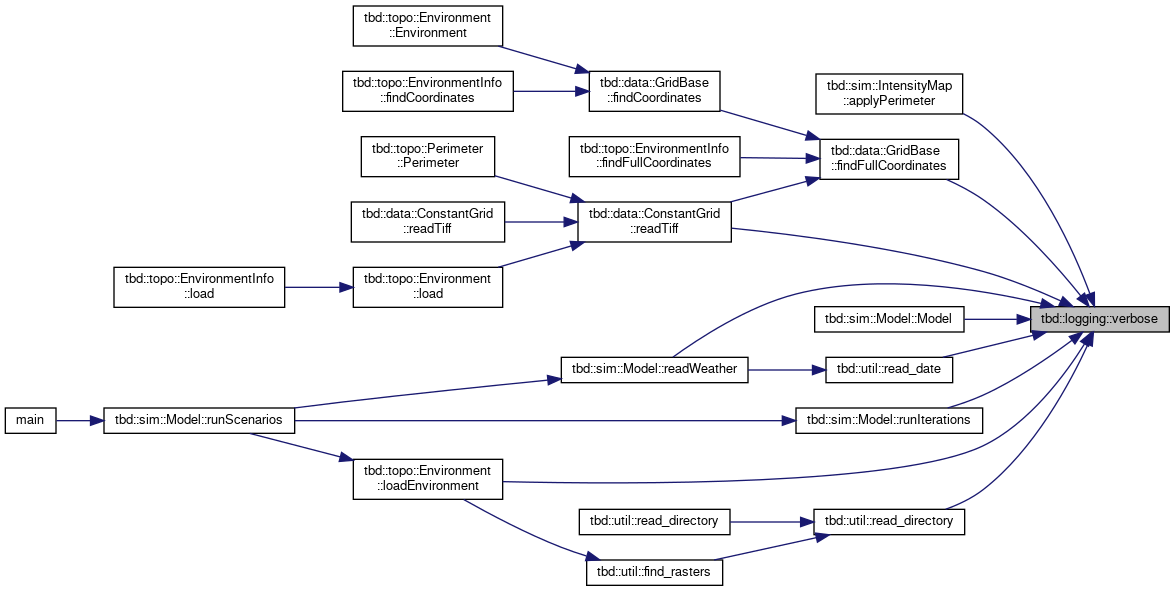 tbd::topo::Environment
::Environment
tbd::topo::EnvironmentInfo
::findCoordinates
tbd::data::GridBase
::findCoordinates
tbd::sim::IntensityMap
::applyPerimeter
tbd::topo::Perimeter
::Perimeter
tbd::topo::EnvironmentInfo
::findFullCoordinates
tbd::data::GridBase
::findFullCoordinates
tbd::data::ConstantGrid
::readTiff
tbd::data::ConstantGrid
::readTiff
tbd::topo::EnvironmentInfo
::load
tbd::topo::Environment
::load
tbd::sim::Model::Model
tbd::logging::verbose
tbd::sim::Model::readWeather
tbd::util::read_date
main
tbd::sim::Model::runScenarios
tbd::sim::Model::runIterations
tbd::topo::Environment
::loadEnvironment
tbd::util::read_directory
tbd::util::read_directory
tbd::util::find_rasters